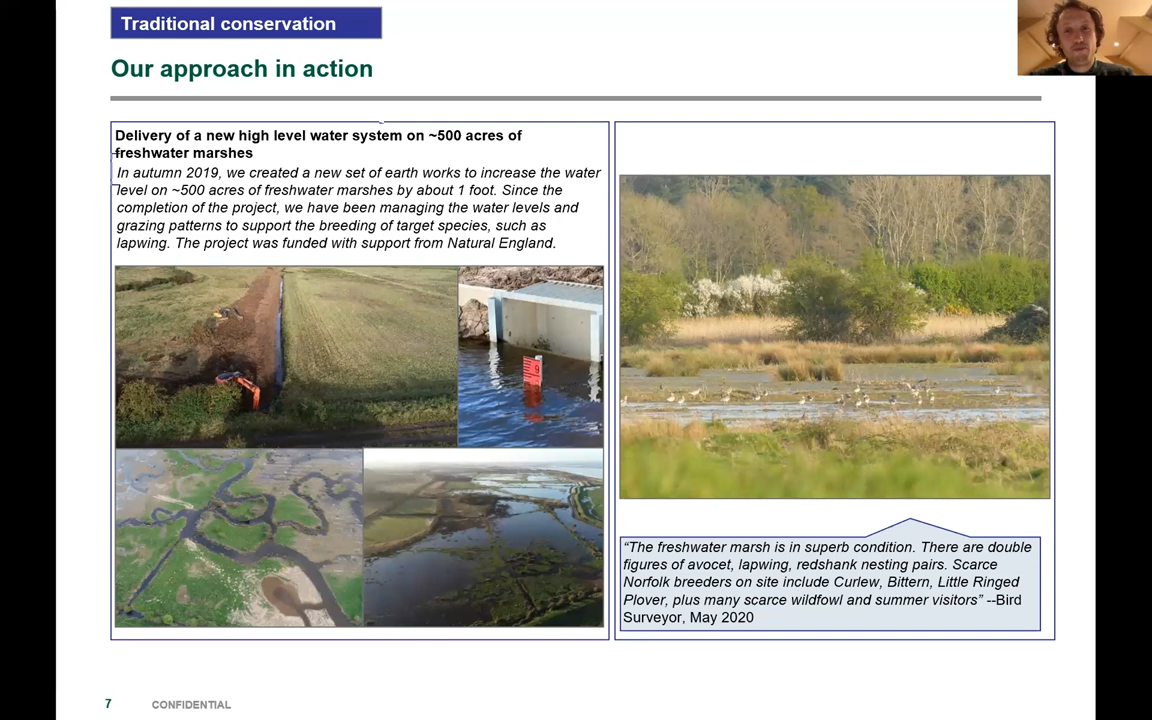 Traditional conservation
Our approach in action
Delivery of a new high level water system on ~500 acres of
freshwater marshes
In autumn 2019, we created a new set of earth works to increase the water
level on ~500 acres of freshwater marshes by about 1 foot. Since the
completion of the project, we have been managing the water levels and
grazing patterns to support the breeding of target species, such as
lapwing. The project was funded with support from Natural England.
9
“The freshwater marsh is in superb condition. There are double
figures of avocet, lapwing, redshank nesting pairs. Scarce
Norfolk breeders on site include Curlew, Bittern, Little Ringed
Plover, plus many scarce wildfowl and summer visitors” --Bird
Surveyor, May 2020
7 CONFIDENTIAL